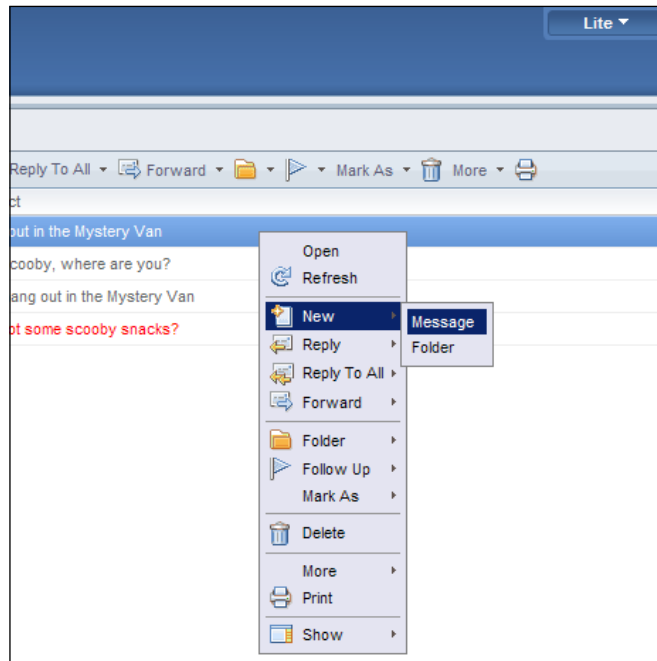 Lite
Reply To All Forward Mark As More
ct
out in the Mystery Van
cooby, where are you?
ang out in the Mystery Van
ot some scooby snacks?
Open
Refresh
New
Message
Reply
Folder
Reply To All
Forward
Folder
Follow Up
Mark As
Delete
More
Print
Show